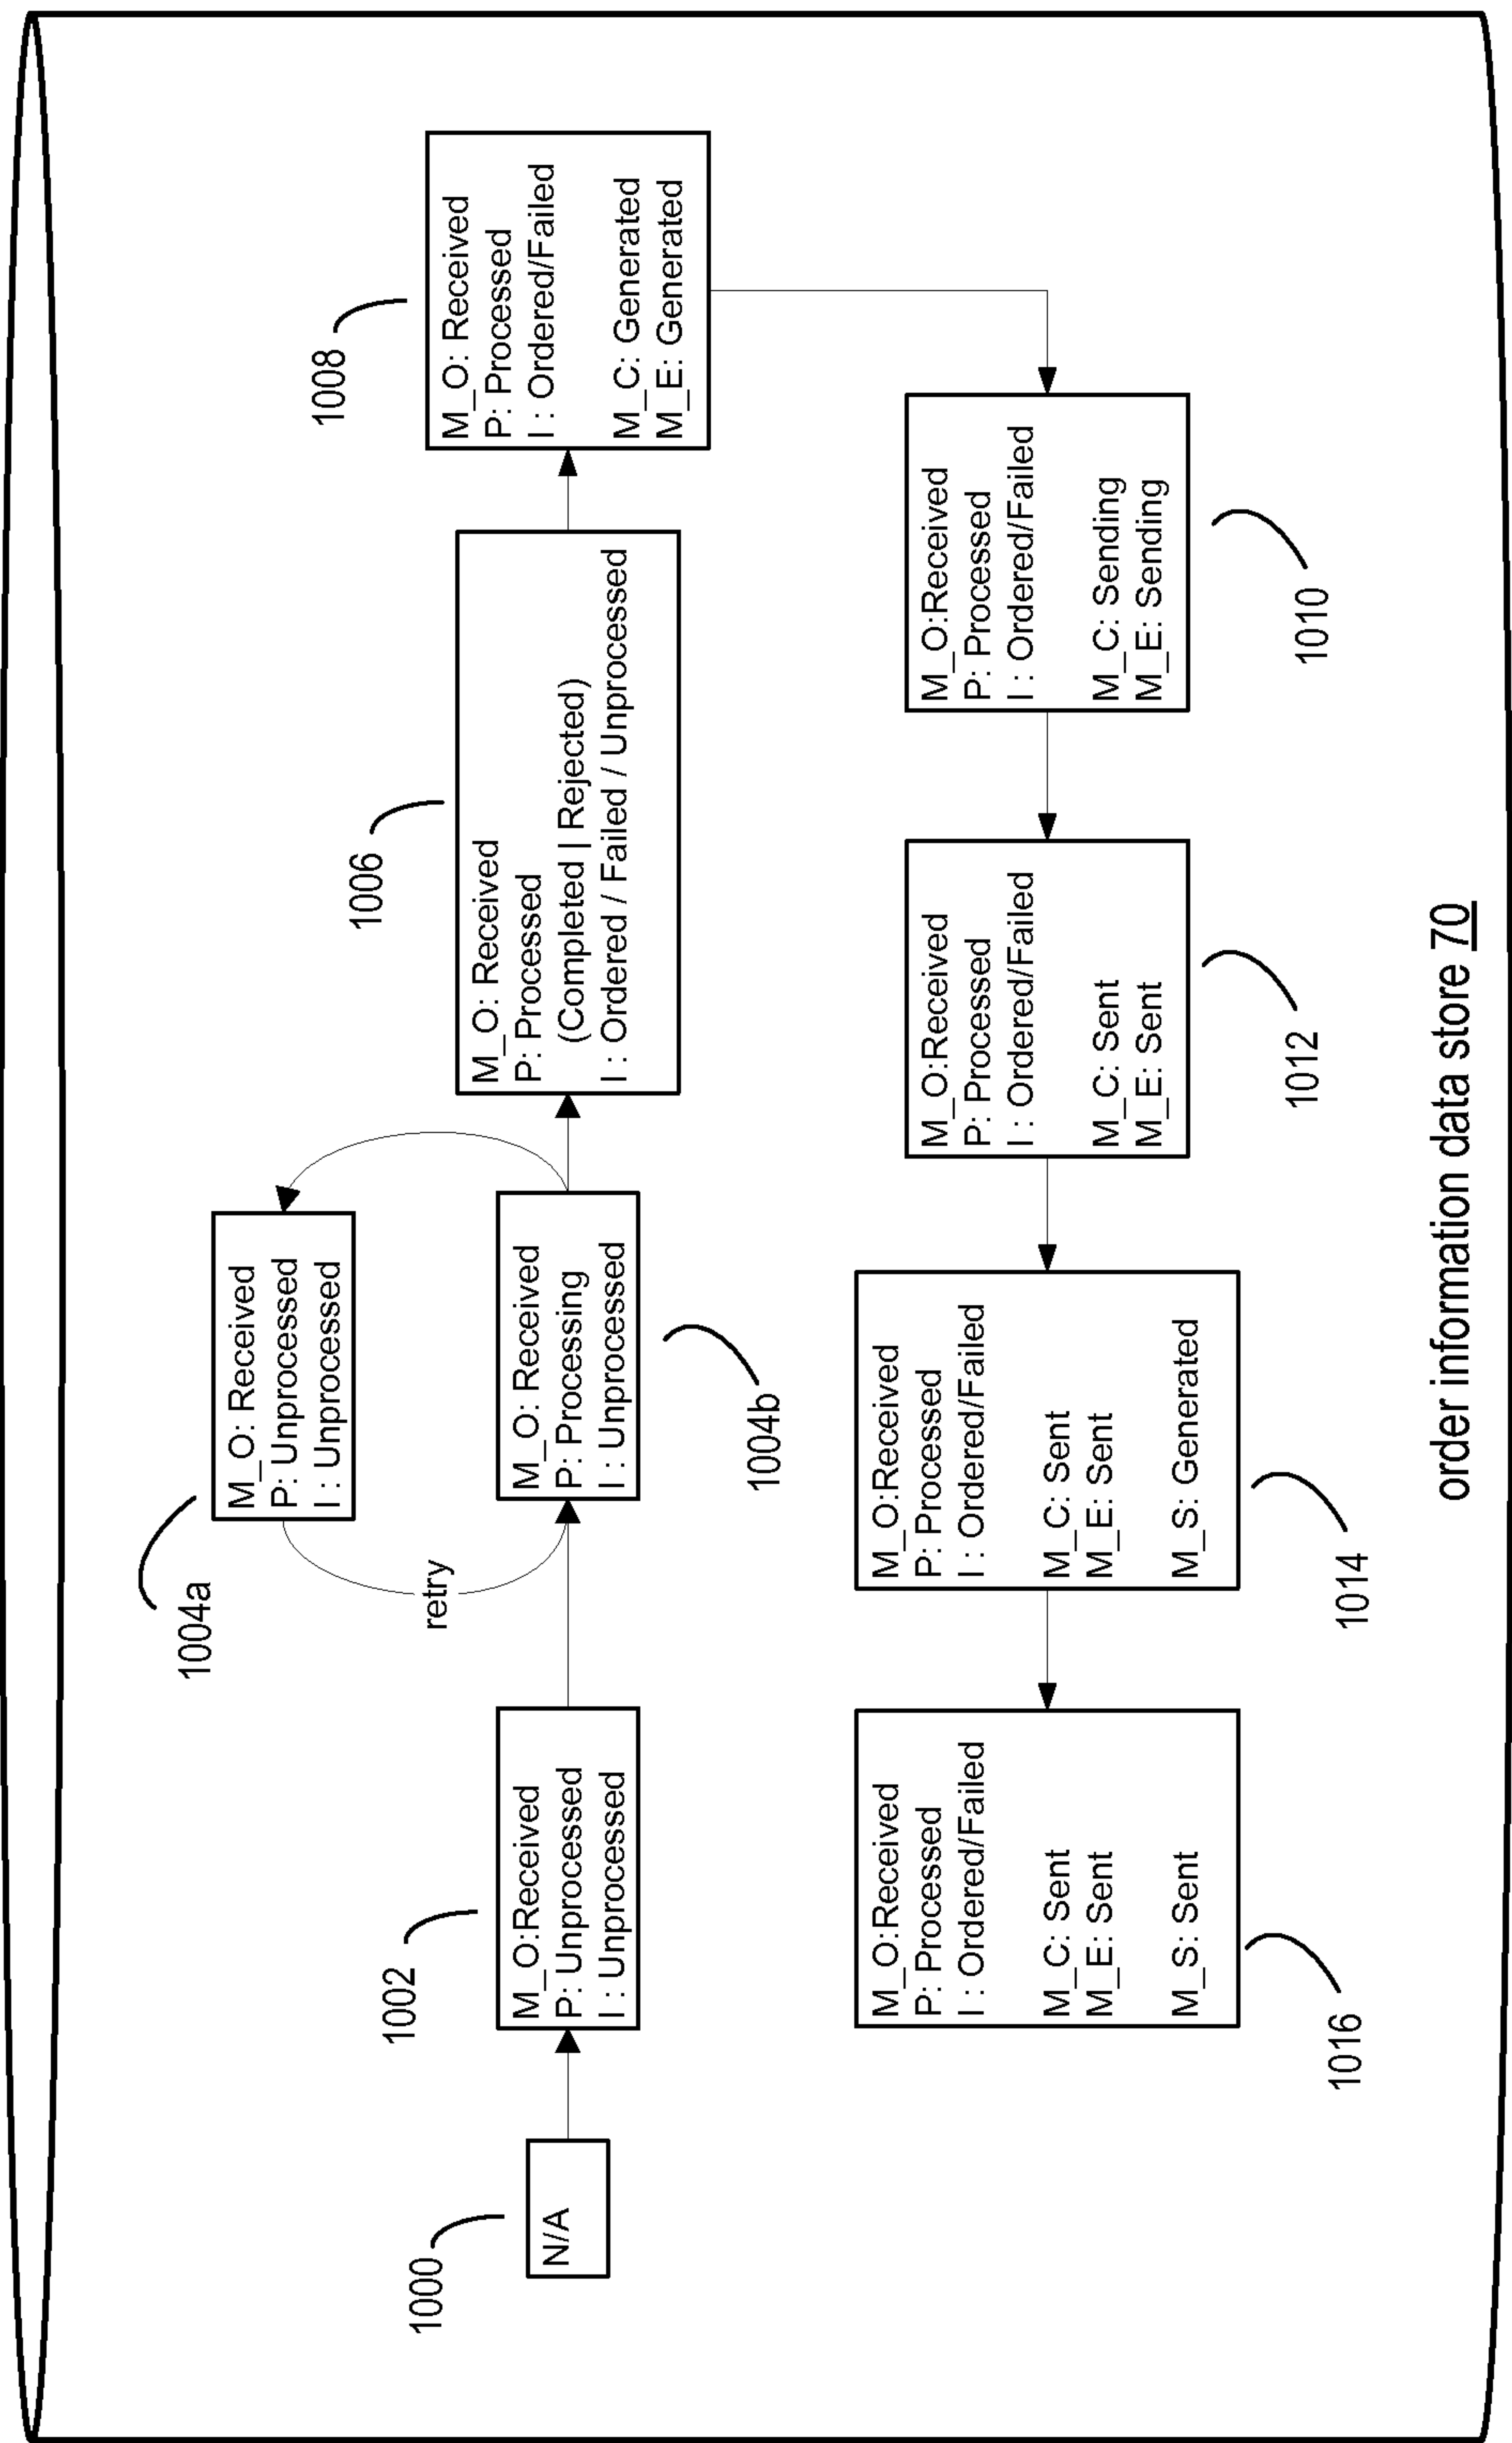 1000
N/A
1002
M_O:Received
P: Unprocessed
I : Unprocessed
1004a
M_O: Received
P: Unprocessed
I : Unprocessed
retry
M_O: Received
P: Processing
I : Unprocessed
1004b
1006
M_O: Received
P: Processed
(Completed | Rejected)
I : Ordered / Failed / Unprocessed
1008
M_O: Received
P: Processed
I : Ordered/Failed
M_C: Generated
M_E: Generated
M_O:Received
P: Processed
I : Ordered/Failed
M_C: Sending
M_E: Sending
1010
M_O:Received
P: Processed
I : Ordered/Failed
M_C: Sent
M_E: Sent
1012
M_O:Received
P: Processed
I : Ordered/Failed
M_C: Sent
M_E: Sent
M_S: Generated
1014
M_O:Received
P: Processed
I : Ordered/Failed
M_C: Sent
M_E: Sent
M_S: Sent
1016
order information data store 70